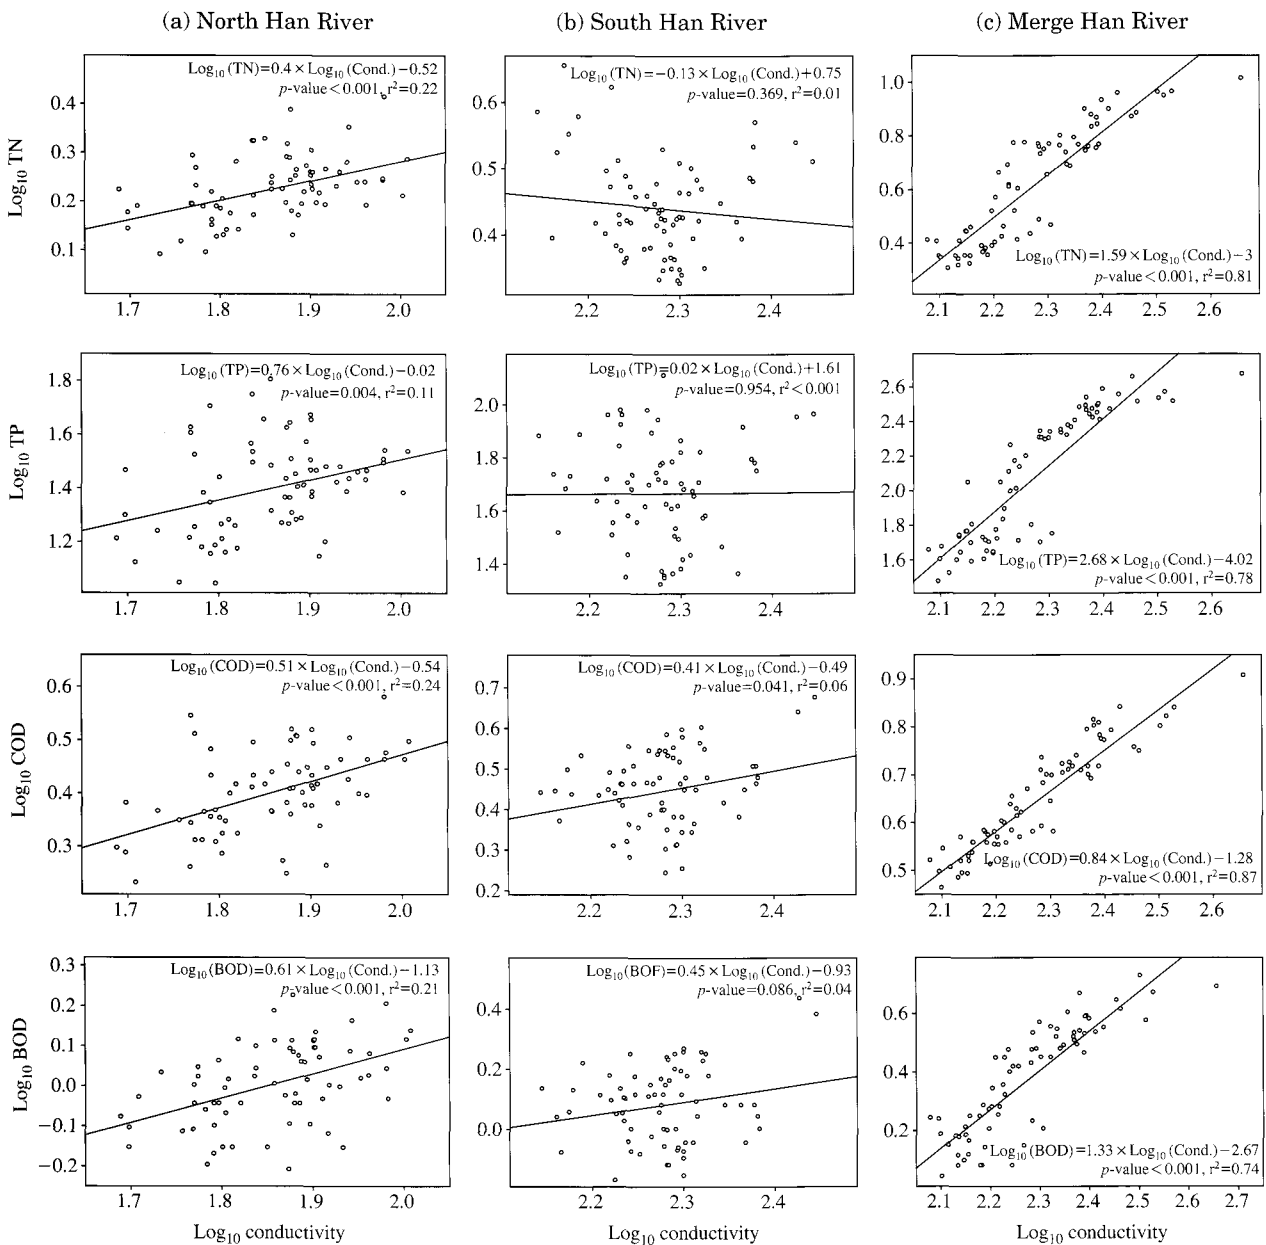 (a) North Han River
(b) South Han River
(c) Merge Han River
Log₁₀ TN
0.4
0.3
0.2
0.1
Log₁₀(TN)=0.4×Log₁₀(Cond.)−0.52
p-value<0.001, r²=0.22
1.7 1.8 1.9 2.0
0.6
0.5
0.4
Log₁₀(TN)=−0.13×Log₁₀(Cond.)+0.75
p-value=0.369, r²=0.01
2.2 2.3 2.4
1.0
0.8
0.6
0.4
Log₁₀(TN)=1.59×Log₁₀(Cond.)−3
p-value<0.001, r²=0.81
2.1 2.2 2.3 2.4 2.5 2.6
Log₁₀ TP
1.8
1.6
1.4
1.2
Log₁₀(TP)=0.76×Log₁₀(Cond.)−0.02
p-value=0.004, r²=0.11
1.7 1.8 1.9 2.0
2.0
1.8
1.6
1.4
Log₁₀(TP)=0.02×Log₁₀(Cond.)+1.61
p-value=0.954, r²<0.001
2.2 2.3 2.4
2.6
2.4
2.2
2.0
1.8
1.6
Log₁₀(TP)=2.68×Log₁₀(Cond.)−4.02
p-value<0.001, r²=0.78
2.1 2.2 2.3 2.4 2.5 2.6
Log₁₀ COD
0.6
0.5
0.4
0.3
Log₁₀(COD)=0.51×Log₁₀(Cond.)−0.54
p-value<0.001, r²=0.24
1.7 1.8 1.9 2.0
0.7
0.6
0.5
0.4
0.3
0.2
Log₁₀(COD)=0.41×Log₁₀(Cond.)−0.49
p-value=0.041, r²=0.06
2.2 2.3 2.4
0.9
0.8
0.7
0.6
0.5
Log₁₀(COD)=0.84×Log₁₀(Cond.)−1.28
p-value<0.001, r²=0.87
2.1 2.2 2.3 2.4 2.5 2.6
Log₁₀ BOD
0.3
0.2
0.1
0.0
−0.1
−0.2
Log₁₀(BOD)=0.61×Log₁₀(Cond.)−1.13
p-value<0.001, r²=0.21
1.7 1.8 1.9 2.0
Log₁₀ conductivity
0.4
0.2
0.0
Log₁₀(BOF)=0.45×Log₁₀(Cond.)−0.93
p-value=0.086, r²=0.04
2.2 2.3 2.4
Log₁₀ conductivity
0.6
0.4
0.2
Log₁₀(BOD)=1.33×Log₁₀(Cond.)−2.67
p-value<0.001, r²=0.74
2.1 2.2 2.3 2.4 2.5 2.6 2.7
Log₁₀ conductivity